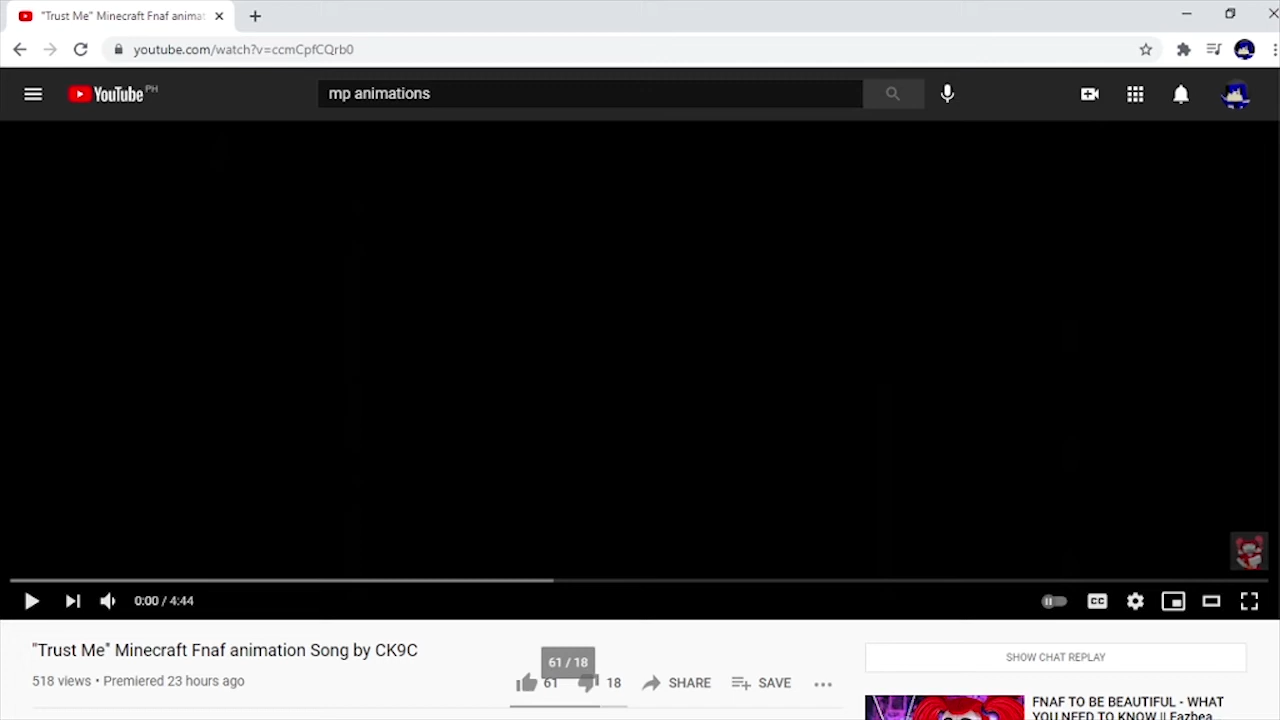 "Trust Me" Minecraft Fnaf animat
youtube.com/watch?v=ccmCpfCQrb0
YouTube PH
mp animations
0:00 / 4:44
CC
"Trust Me" Minecraft Fnaf animation Song by CK9C
518 views • Premiered 23 hours ago
61 / 18
61
18
SHARE
SAVE
SHOW CHAT REPLAY
FNAF TO BE BEAUTIFUL - WHAT
YOU NEED TO KNOW || Fazbea